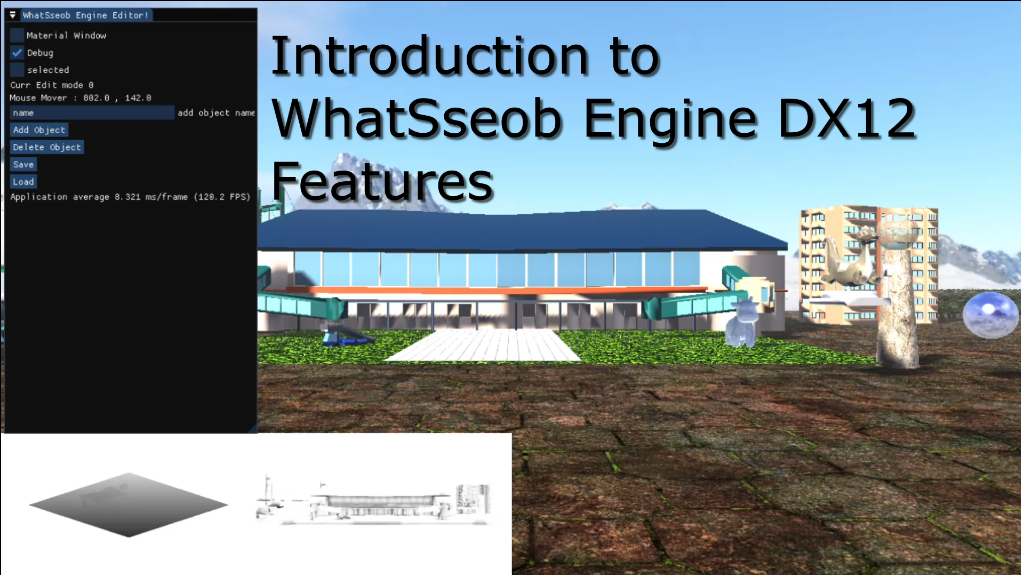 WhatSseob Engine Editor!
Material Window
Debug
selected
Curr Edit mode 0
Mouse Mover : 802.0 , 142.0
name add object name
Add Object
Delete Object
Save
Load
Application average 8.321 ms/frame (120.2 FPS)
Introduction to
WhatSseob Engine DX12
Features